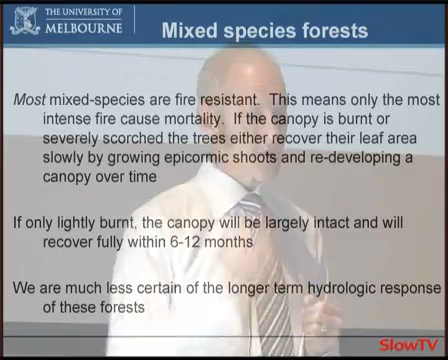 THE UNIVERSITY OF
MELBOURNE
Mixed species forests
Most mixed-species are fire resistant. This means only the most
intense fire cause mortality. If the canopy is burnt or
severely scorched the trees either recover their leaf area
slowly by growing epicormic shoots and re-developing a
canopy over time
If only lightly burnt, the canopy will be largely intact and will
recover fully within 6-12 months
We are much less certain of the longer term hydrologic response
of these forests
SlowTV